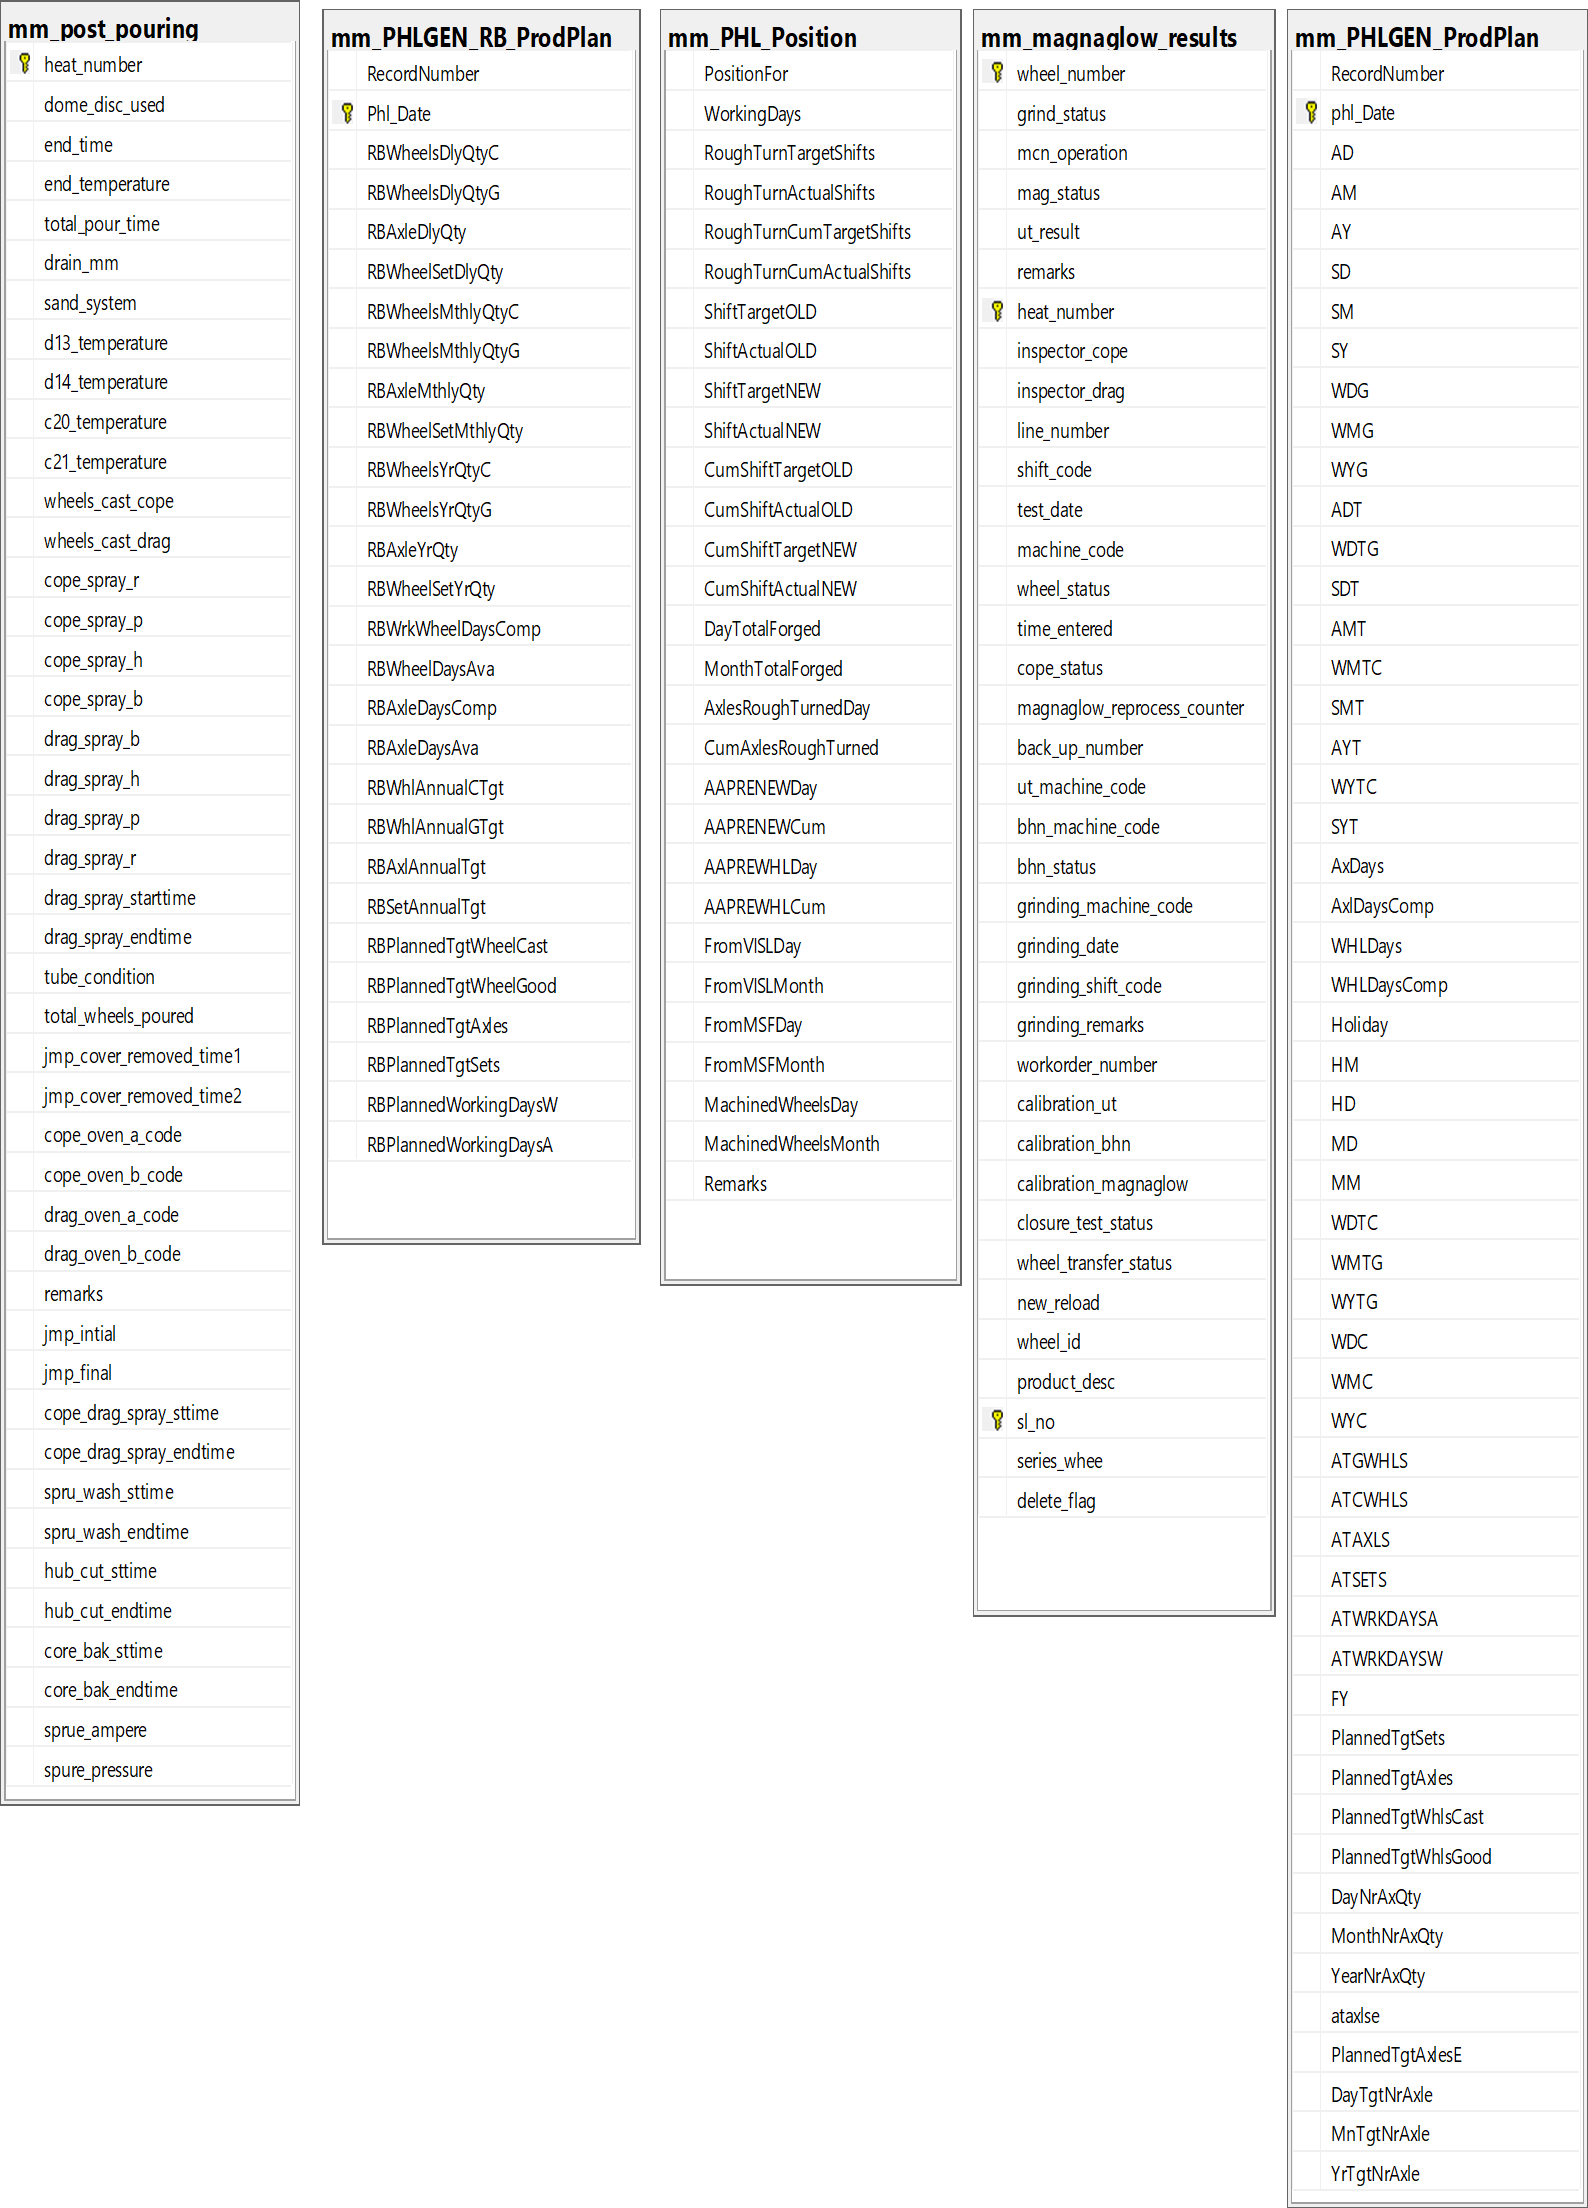 mm_post_pouring
heat_number
dome_disc_used
end_time
end_temperature
total_pour_time
drain_mm
sand_system
d13_temperature
d14_temperature
c20_temperature
c21_temperature
wheels_cast_cope
wheels_cast_drag
cope_spray_r
cope_spray_p
cope_spray_h
cope_spray_b
drag_spray_b
drag_spray_h
drag_spray_p
drag_spray_r
drag_spray_starttime
drag_spray_endtime
tube_condition
total_wheels_poured
jmp_cover_removed_time1
jmp_cover_removed_time2
cope_oven_a_code
cope_oven_b_code
drag_oven_a_code
drag_oven_b_code
remarks
jmp_intial
jmp_final
cope_drag_spray_sttime
cope_drag_spray_endtime
spru_wash_sttime
spru_wash_endtime
hub_cut_sttime
hub_cut_endtime
core_bak_sttime
core_bak_endtime
sprue_ampere
spure_pressure
mm_PHLGEN_RB_ProdPlan
RecordNumber
Phl_Date
RBWheelsDlyQtyC
RBWheelsDlyQtyG
RBAxleDlyQty
RBWheelSetDlyQty
RBWheelsMthlyQtyC
RBWheelsMthlyQtyG
RBAxleMthlyQty
RBWheelSetMthlyQty
RBWheelsYrQtyC
RBWheelsYrQtyG
RBAxleYrQty
RBWheelSetYrQty
RBWrkWheelDaysComp
RBWheelDaysAva
RBAxleDaysComp
RBAxleDaysAva
RBWhlAnnualCTgt
RBWhlAnnualGTgt
RBAxlAnnualTgt
RBSetAnnualTgt
RBPlannedTgtWheelCast
RBPlannedTgtWheelGood
RBPlannedTgtAxles
RBPlannedTgtSets
RBPlannedWorkingDaysW
RBPlannedWorkingDaysA
mm_PHL_Position
PositionFor
WorkingDays
RoughTurnTargetShifts
RoughTurnActualShifts
RoughTurnCumTargetShifts
RoughTurnCumActualShifts
ShiftTargetOLD
ShiftActualOLD
ShiftTargetNEW
ShiftActualNEW
CumShiftTargetOLD
CumShiftActualOLD
CumShiftTargetNEW
CumShiftActualNEW
DayTotalForged
MonthTotalForged
AxlesRoughTurnedDay
CumAxlesRoughTurned
AAPRENEWDay
AAPRENEWCum
AAPREWHLDay
AAPREWHLCum
FromVISLDay
FromVISLMonth
FromMSFDay
FromMSFMonth
MachinedWheelsDay
MachinedWheelsMonth
Remarks
mm_magnaglow_results
wheel_number
grind_status
mcn_operation
mag_status
ut_result
remarks
heat_number
inspector_cope
inspector_drag
line_number
shift_code
test_date
machine_code
wheel_status
time_entered
cope_status
magnaglow_reprocess_counter
back_up_number
ut_machine_code
bhn_machine_code
bhn_status
grinding_machine_code
grinding_date
grinding_shift_code
grinding_remarks
workorder_number
calibration_ut
calibration_bhn
calibration_magnaglow
closure_test_status
wheel_transfer_status
new_reload
wheel_id
product_desc
sl_no
series_whee
delete_flag
mm_PHLGEN_ProdPlan
RecordNumber
phl_Date
AD
AM
AY
SD
SM
SY
WDG
WMG
WYG
ADT
WDTG
SDT
AMT
WMTC
SMT
AYT
WYTC
SYT
AxDays
AxlDaysComp
WHLDays
WHLDaysComp
Holiday
HM
HD
MD
MM
WDTC
WMTG
WYTG
WDC
WMC
WYC
ATGWHLS
ATCWHLS
ATAXLS
ATSETS
ATWRKDAYSA
ATWRKDAYSW
FY
PlannedTgtSets
PlannedTgtAxles
PlannedTgtWhlsCast
PlannedTgtWhlsGood
DayNrAxQty
MonthNrAxQty
YearNrAxQty
ataxlse
PlannedTgtAxlesE
DayTgtNrAxle
MnTgtNrAxle
YrTgtNrAxle